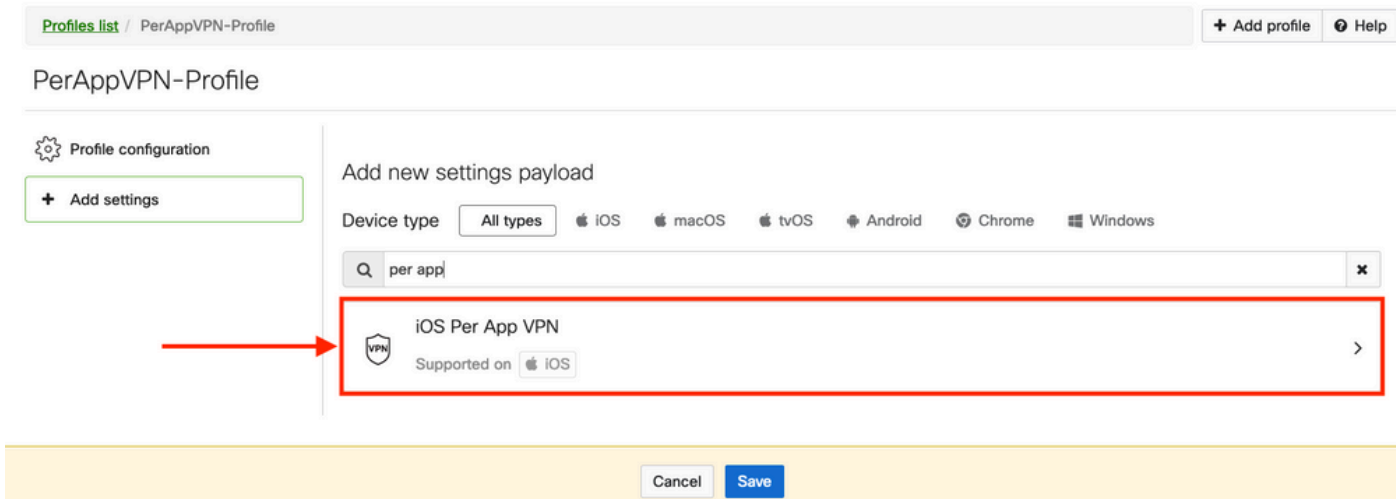 Profiles list / PerAppVPN-Profile
+ Add profile
Help
PerAppVPN-Profile
Profile configuration
+ Add settings
Add new settings payload
Device type All types iOS macOS tvOS Android Chrome Windows
per app
iOS Per App VPN
VPN
Supported on iOS
Cancel Save